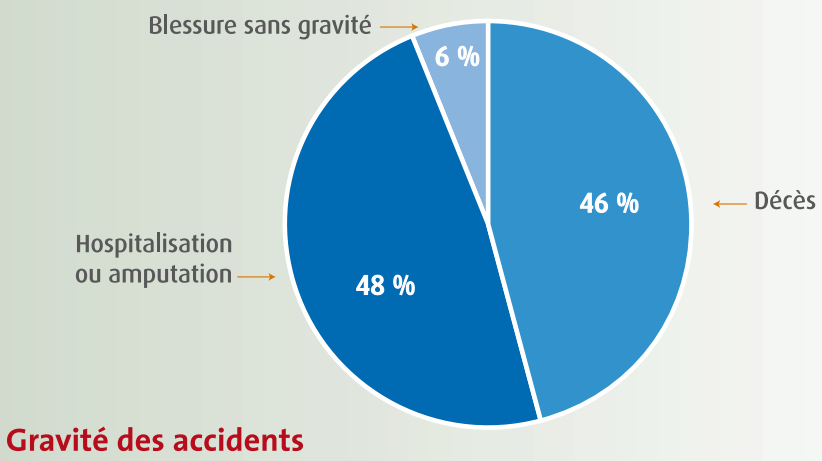 Blessure sans gravité
6 %
46 %
Décès
Hospitalisation
ou amputation
48 %
Gravité des accidents